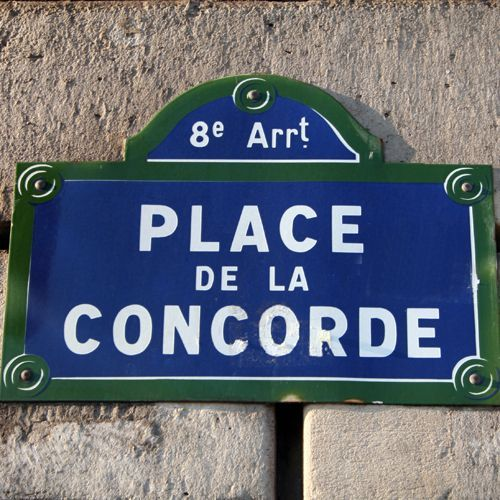 8e Arrt.
PLACE
DE LA
CONCORDE